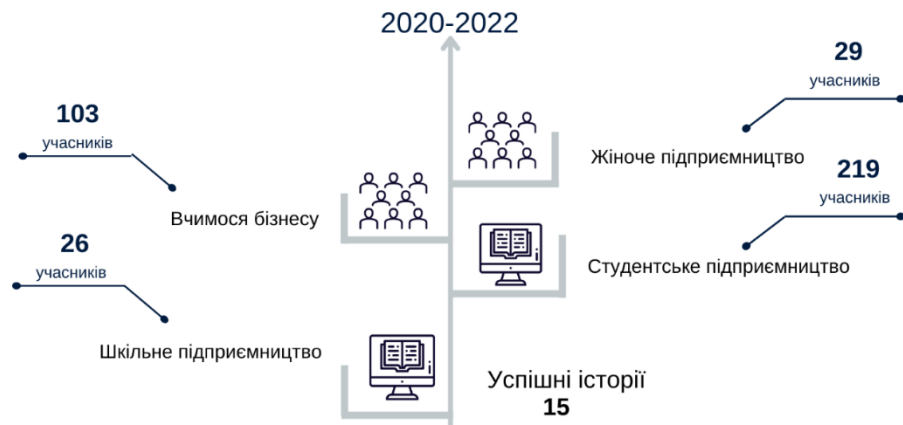 2020-2022
103
учасників
Вчимося бізнесу
29
учасників
Жіноче підприємництво
219
учасників
Студентське підприємництво
26
учасників
Шкільне підприємництво
Успішні історії
15